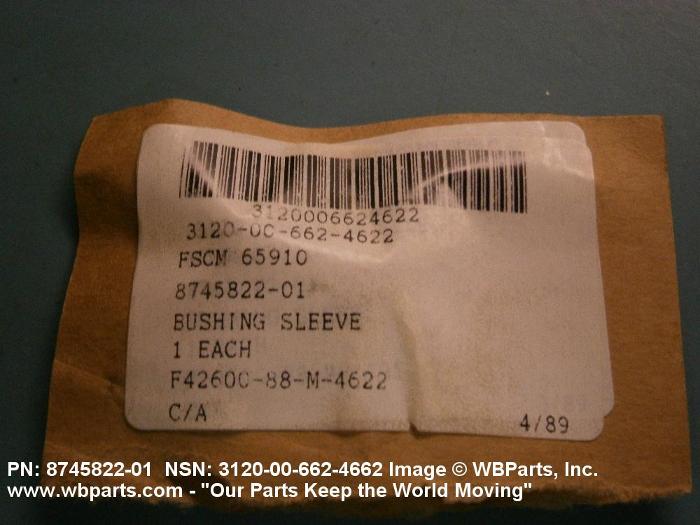 3120006624622
3120-00-662-4622
FSCM 65910
8745822-01
BUSHING SLEEVE
1 EACH
F42600-88-M-4622
C/A
4/89
PN: 8745822-01 NSN: 3120-00-662-4662 Image © WBParts, Inc.
www.wbparts.com - "Our Parts Keep the World Moving"